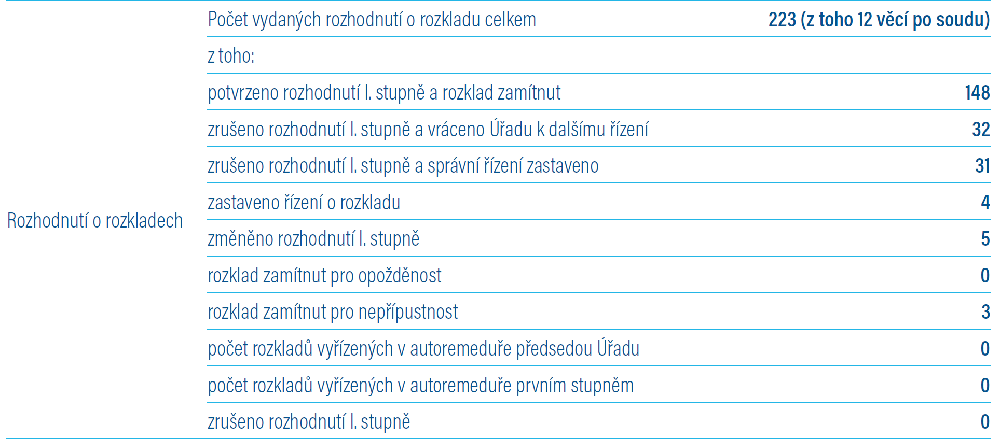 Počet vydaných rozhodnutí o rozkladu celkem 223 (z toho 12 věcí po soudu)
z toho:
potvrzeno rozhodnutí I. stupně a rozklad zamítnut 148
zrušeno rozhodnutí I. stupně a vráceno Úřadu k dalšímu řízení 32
zrušeno rozhodnutí I. stupně a správní řízení zastaveno 31
zastaveno řízení o rozkladu 4
Rozhodnutí o rozkladech
změněno rozhodnutí I. stupně 5
rozklad zamítnut pro opožděnost 0
rozklad zamítnut pro nepřípustnost 3
počet rozkladů vyřízených v autoremeduře předsedou Úřadu 0
počet rozkladů vyřízených v autoremeduře prvním stupněm 0
zrušeno rozhodnutí I. stupně 0